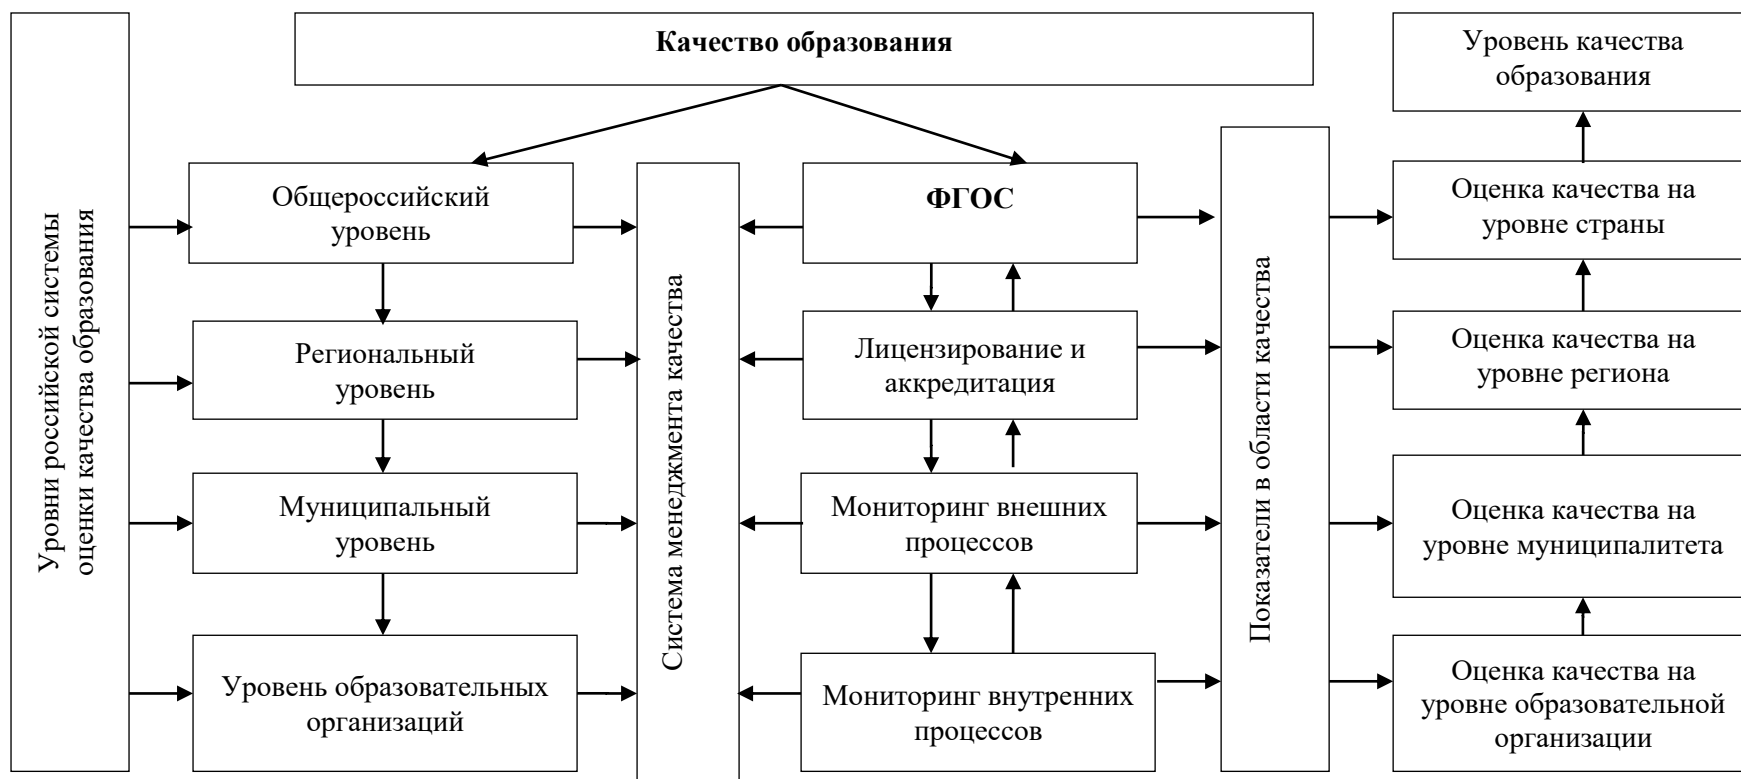 Качество образования
Уровень качества
образования
Уровни российской системы
оценки качества образования
Общероссийский
уровень
Система менеджмента качества
ФГОС
Показатели в области качества
Оценка качества на
уровне страны
Региональный
уровень
Лицензирование и
аккредитация
Оценка качества на
уровне региона
Муниципальный
уровень
Мониторинг внешних
процессов
Оценка качества на
уровне муниципалитета
Уровень образовательных
организаций
Мониторинг внутренних
процессов
Оценка качества на
уровне образовательной
организации